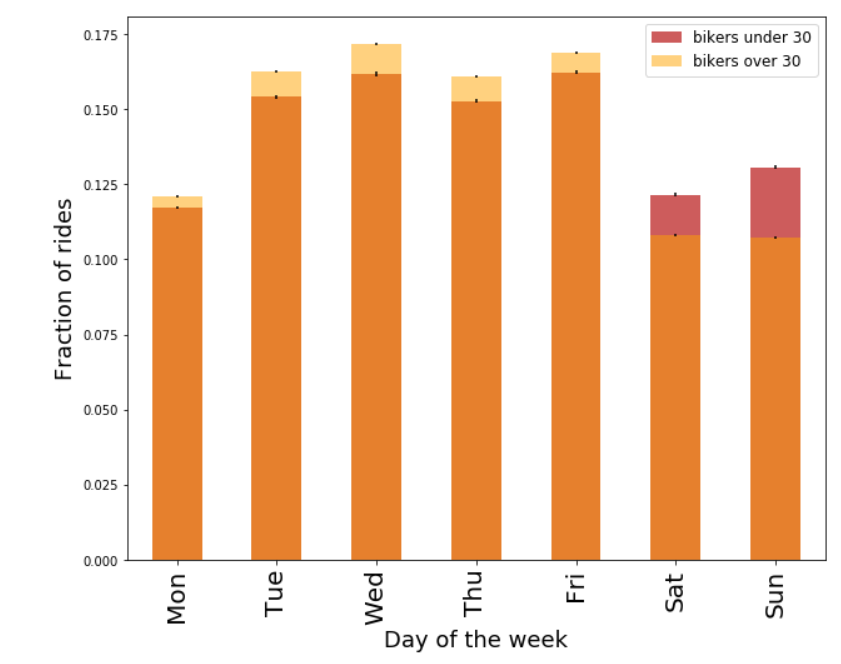 bikers under 30
bikers over 30
Fraction of rides
0.175
0.150
0.125
0.100
0.075
0.050
0.025
0.000
Mon Tue Wed Thu Fri Sat Sun
Day of the week